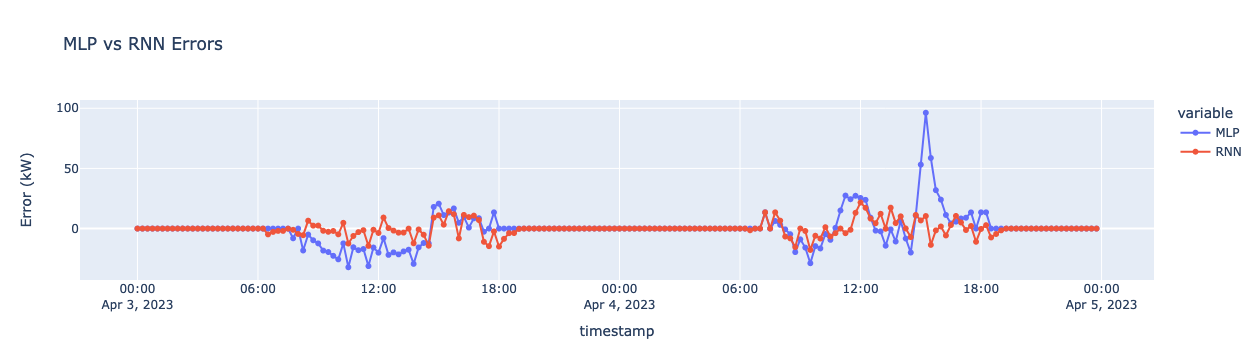 MLP vs RNN Errors
variable
MLP
RNN
Error (kW)
100
50
0
00:00 06:00 12:00 18:00 00:00 06:00 12:00 18:00 00:00
Apr 3, 2023 Apr 4, 2023 Apr 5, 2023
timestamp